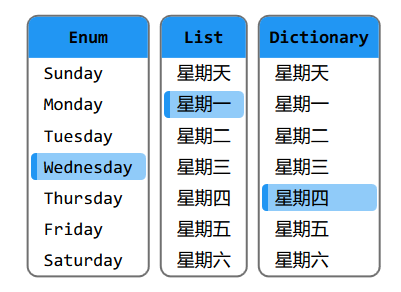 Enum
Sunday
Monday
Tuesday
Wednesday
Thursday
Friday
Saturday
List
星期天
星期一
星期二
星期三
星期四
星期五
星期六
Dictionary
星期天
星期一
星期二
星期三
星期四
星期五
星期六